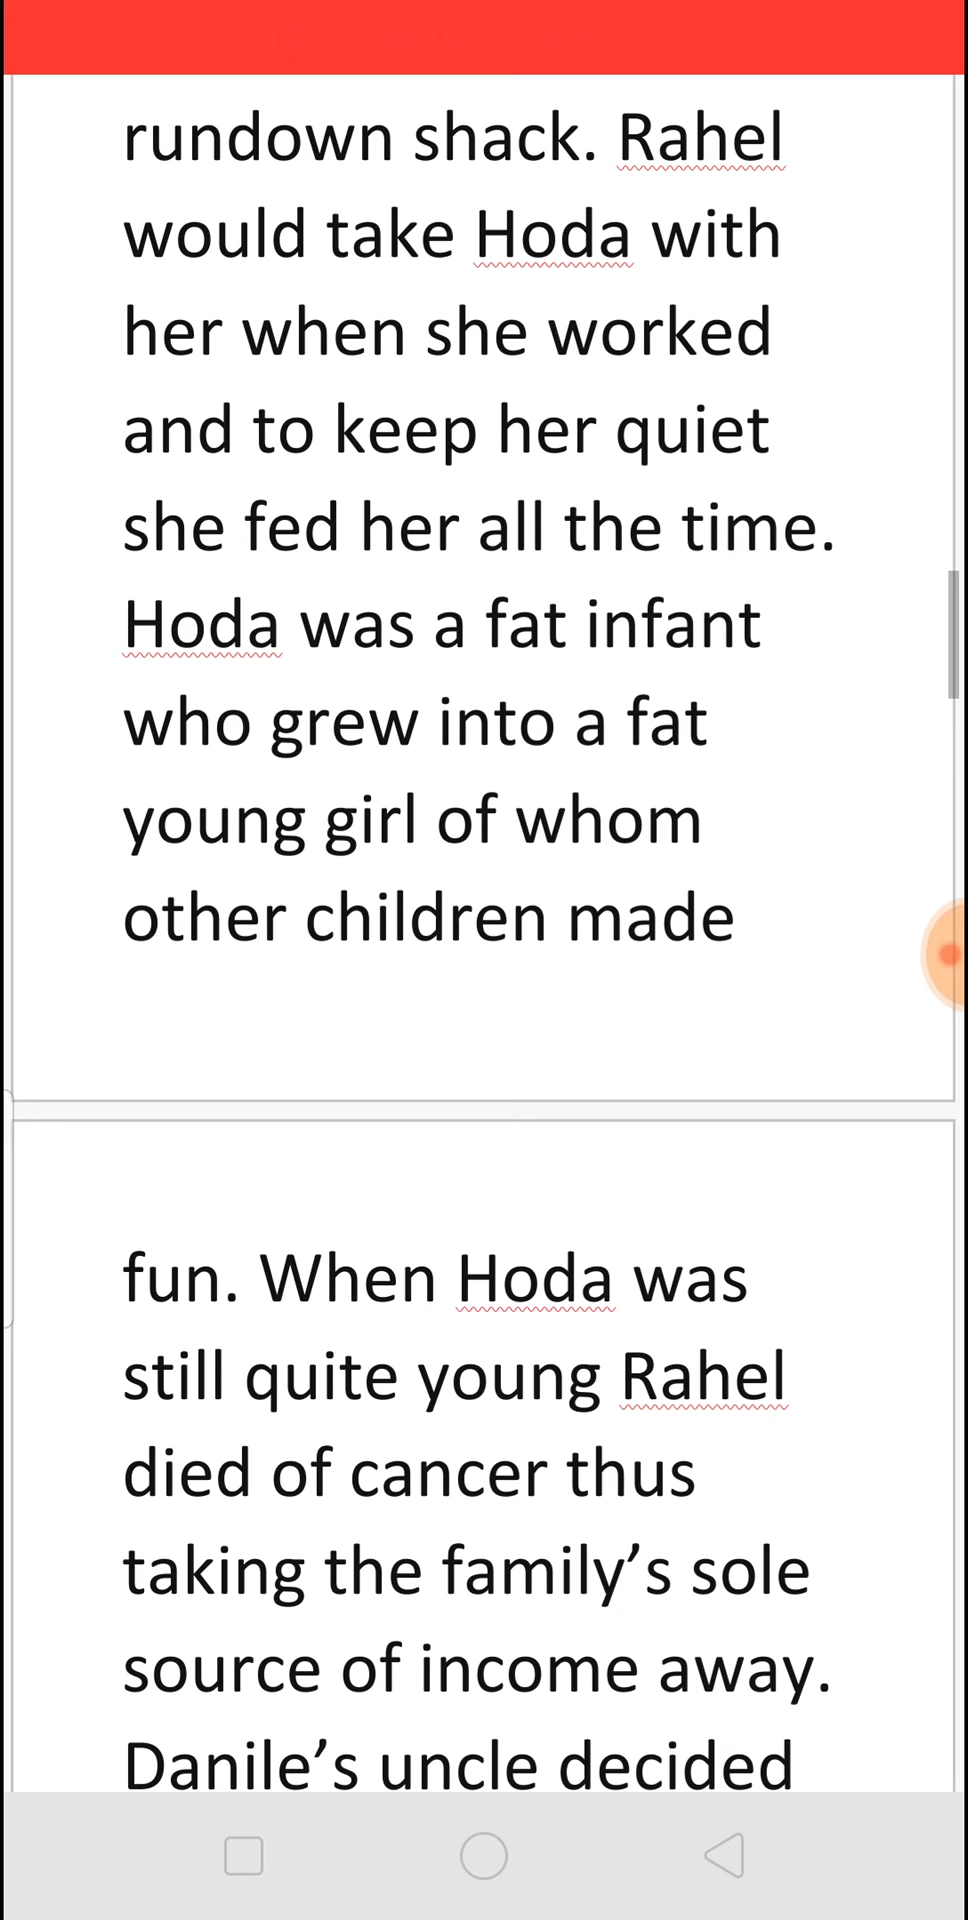 rundown shack. Rahel
would take Hoda with
her when she worked
and to keep her quiet
she fed her all the time.
Hoda was a fat infant
who grew into a fat
young girl of whom
other children made
fun. When Hoda was
still quite young Rahel
died of cancer thus
taking the family’s sole
source of income away.
Danile’s uncle decided